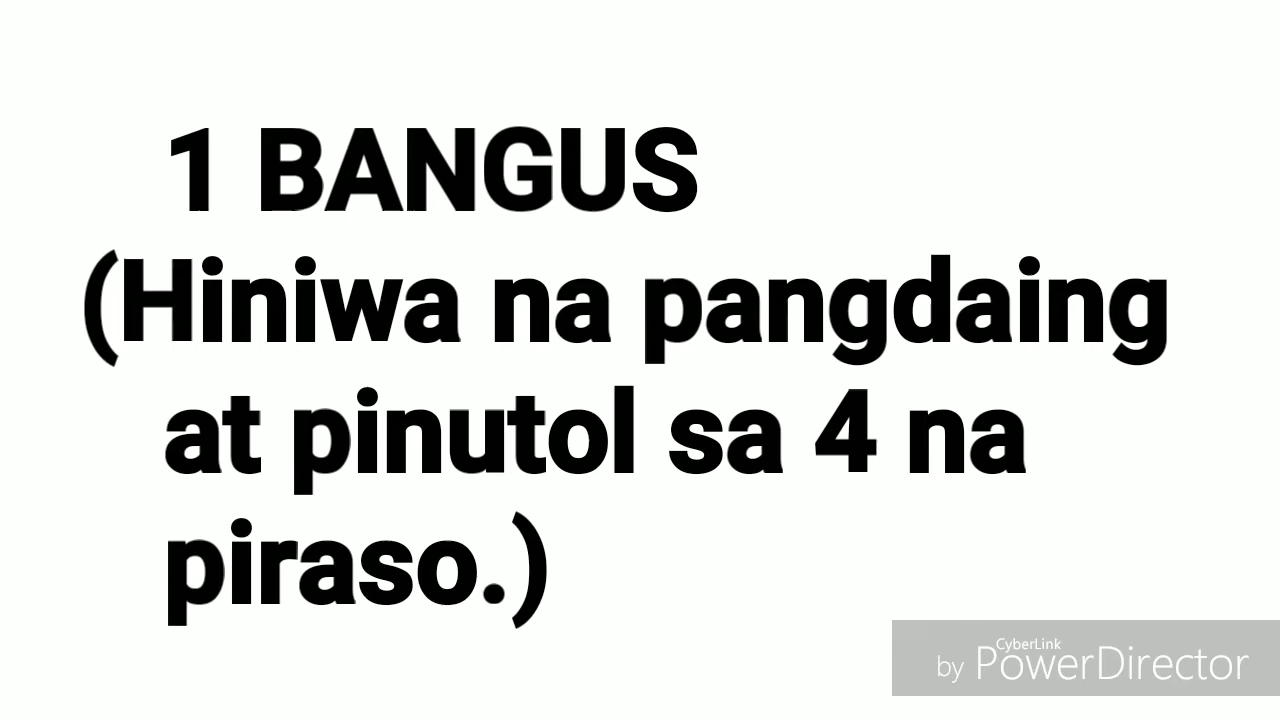 1 BANGUS
(Hiniwa na pangdaing
at pinutol sa 4 na
piraso.)
CyberLink
by PowerDirector